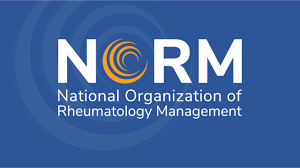 NORM
National Organization of
Rheumatology Management